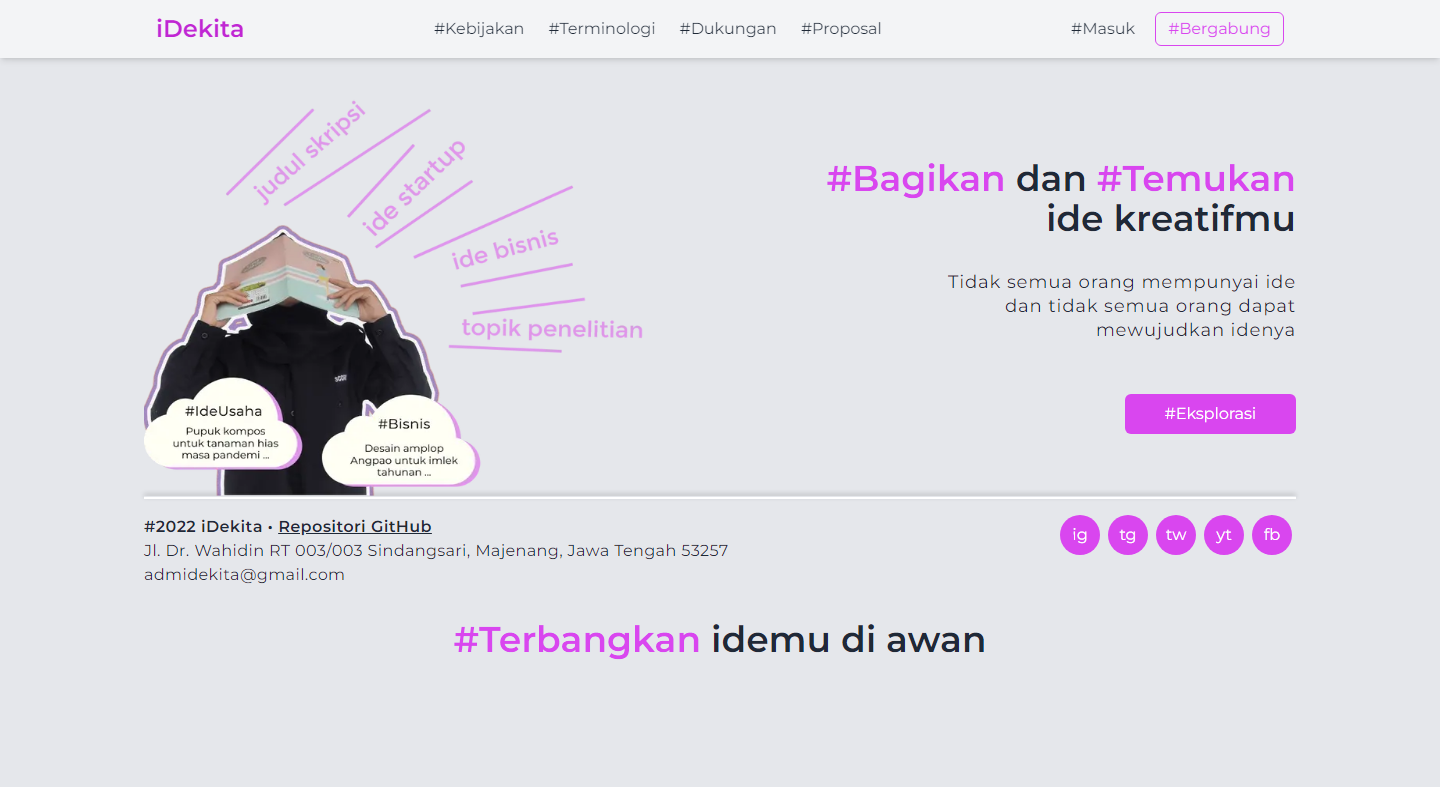 iDekita
#Kebijakan #Terminologi #Dukungan #Proposal
#Masuk #Bergabung
judul skripsi
ide startup
ide bisnis
topik penelitian
#IdeUsaha
Pupuk kompos
untuk tanaman hias
masa pandemi ...
#Bisnis
Desain amplop
Angpao untuk imlek
tahunan ...
#Bagikan dan #Temukan
ide kreatifmu
Tidak semua orang mempunyai ide
dan tidak semua orang dapat
mewujudkan idenya
#Eksplorasi
#2022 iDekita • Repositori GitHub
Jl. Dr. Wahidin RT 003/003 Sindangsari, Majenang, Jawa Tengah 53257
admidekita@gmail.com
ig tg tw yt fb
#Terbangkan idemu di awan